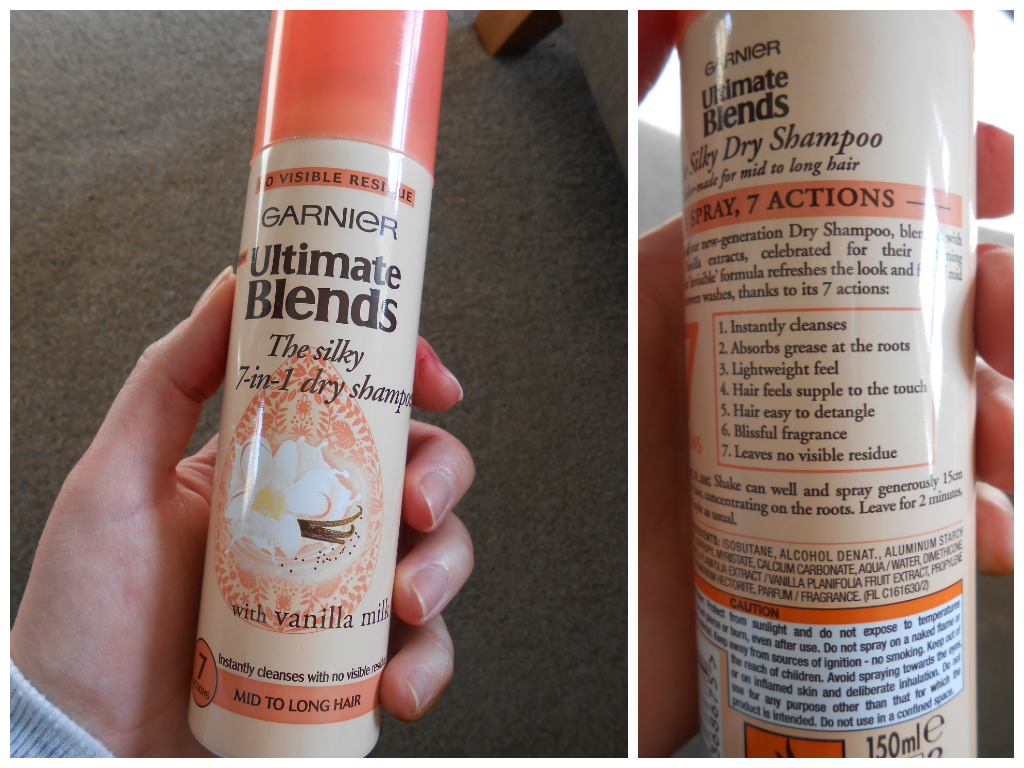 NO VISIBLE RESIDUE
GARNIER
Ultimate
Blends
The silky
7-in-1 dry shampo
with vanilla milk
7
Instantly cleanses with no visible resid
MID TO LONG HAIR
GARNIER
Ultimate
Blends
Silky Dry Shampoo
made for mid to long hair
SPRAY, 7 ACTIONS
new-generation Dry Shampoo, with
extracts, celebrated for their
'invisible' formula refreshes the look and mid
washes, thanks to its 7 actions:
7
1. Instantly cleanses
2. Absorbs grease at the roots
3. Lightweight feel
4. Hair feels supple to the touch
5. Hair easy to detangle
6. Blissful fragrance
7. Leaves no visible residue
Shake can well and spray generously 15cm
concentrating on the roots. Leave for 2 minutes,
as usual.
ISOBUTANE, ALCOHOL DENAT., ALUMINUM STARCH
MYRISTATE, CALCIUM CARBONATE, AQUA / WATER, DIMETHICONE,
EXTRACT / VANILLA PLANIFOLIA FRUIT EXTRACT, PROPYLENE
HECTORITE, PARFUM / FRAGRANCE. (FIL C161630/2)
CAUTION
Protect from sunlight and do not expose to temperatures
or burn, even after use. Do not spray on a naked flame or
Keep away from sources of ignition - no smoking. Keep out of
the reach of children. Avoid spraying towards the eyes,
or on inflamed skin and deliberate inhalation. Do not
use for any purpose other than that for which the
product is intended. Do not use in a confined space.
150ml e